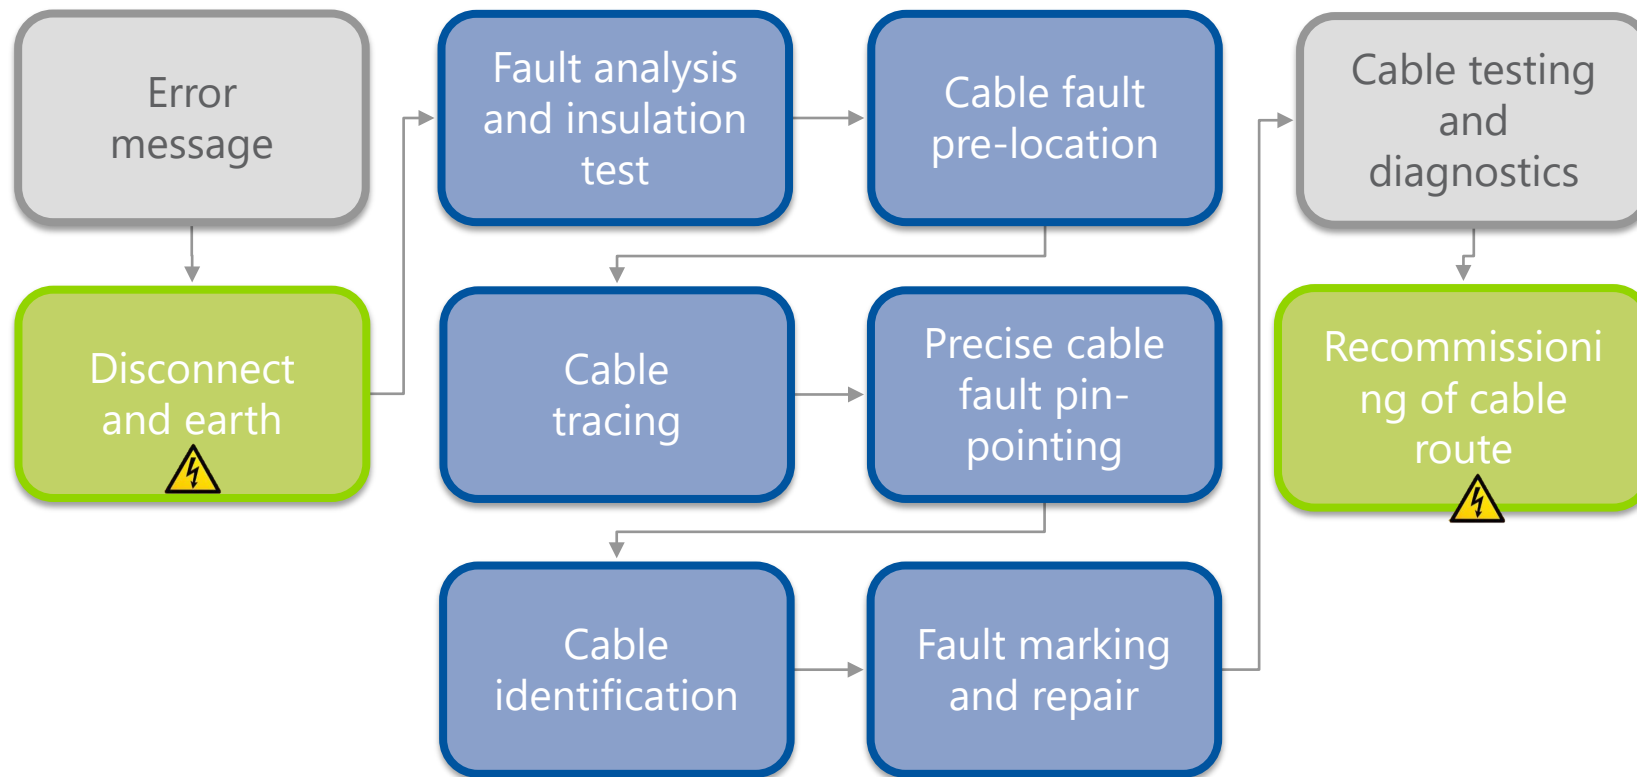 Error
message
Disconnect
and earth
Fault analysis
and insulation
test
Cable fault
pre-location
Cable
tracing
Precise cable
fault pin-
pointing
Cable
identification
Fault marking
and repair
Cable testing
and
diagnostics
Recommissioni
ng of cable
route